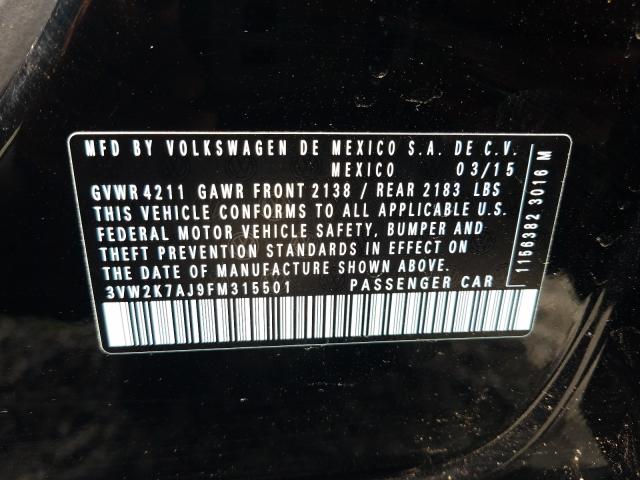 MFD BY VOLKSWAGEN DE MEXICO S.A. DE C.V.
MEXICO 03/15
GVWR 4211 GAWR FRONT 2138 / REAR 2183 LBS
THIS VEHICLE CONFORMS TO ALL APPLICABLE U.S.
FEDERAL MOTOR VEHICLE SAFETY, BUMPER AND
THEFT PREVENTION STANDARDS IN EFFECT ON
THE DATE OF MANUFACTURE SHOWN ABOVE.
3VW2K7AJ9FM315501 PASSENGER CAR
1156382 3016 M